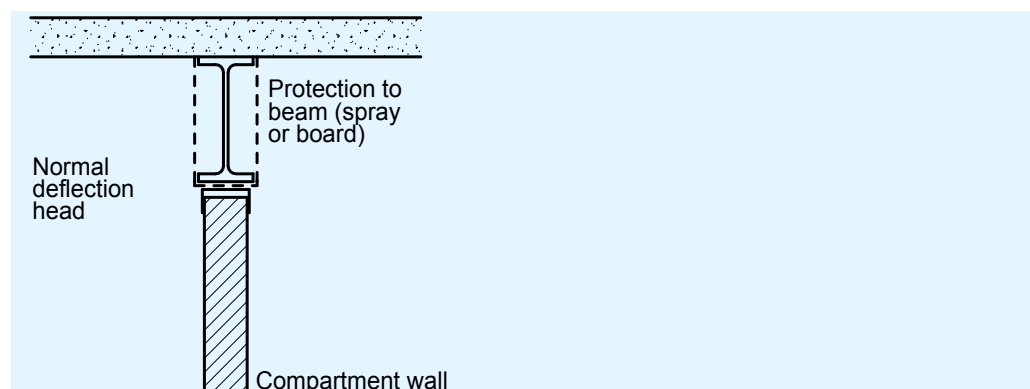 Protection to
beam (spray
or board)
Normal
deflection
head
Compartment wall